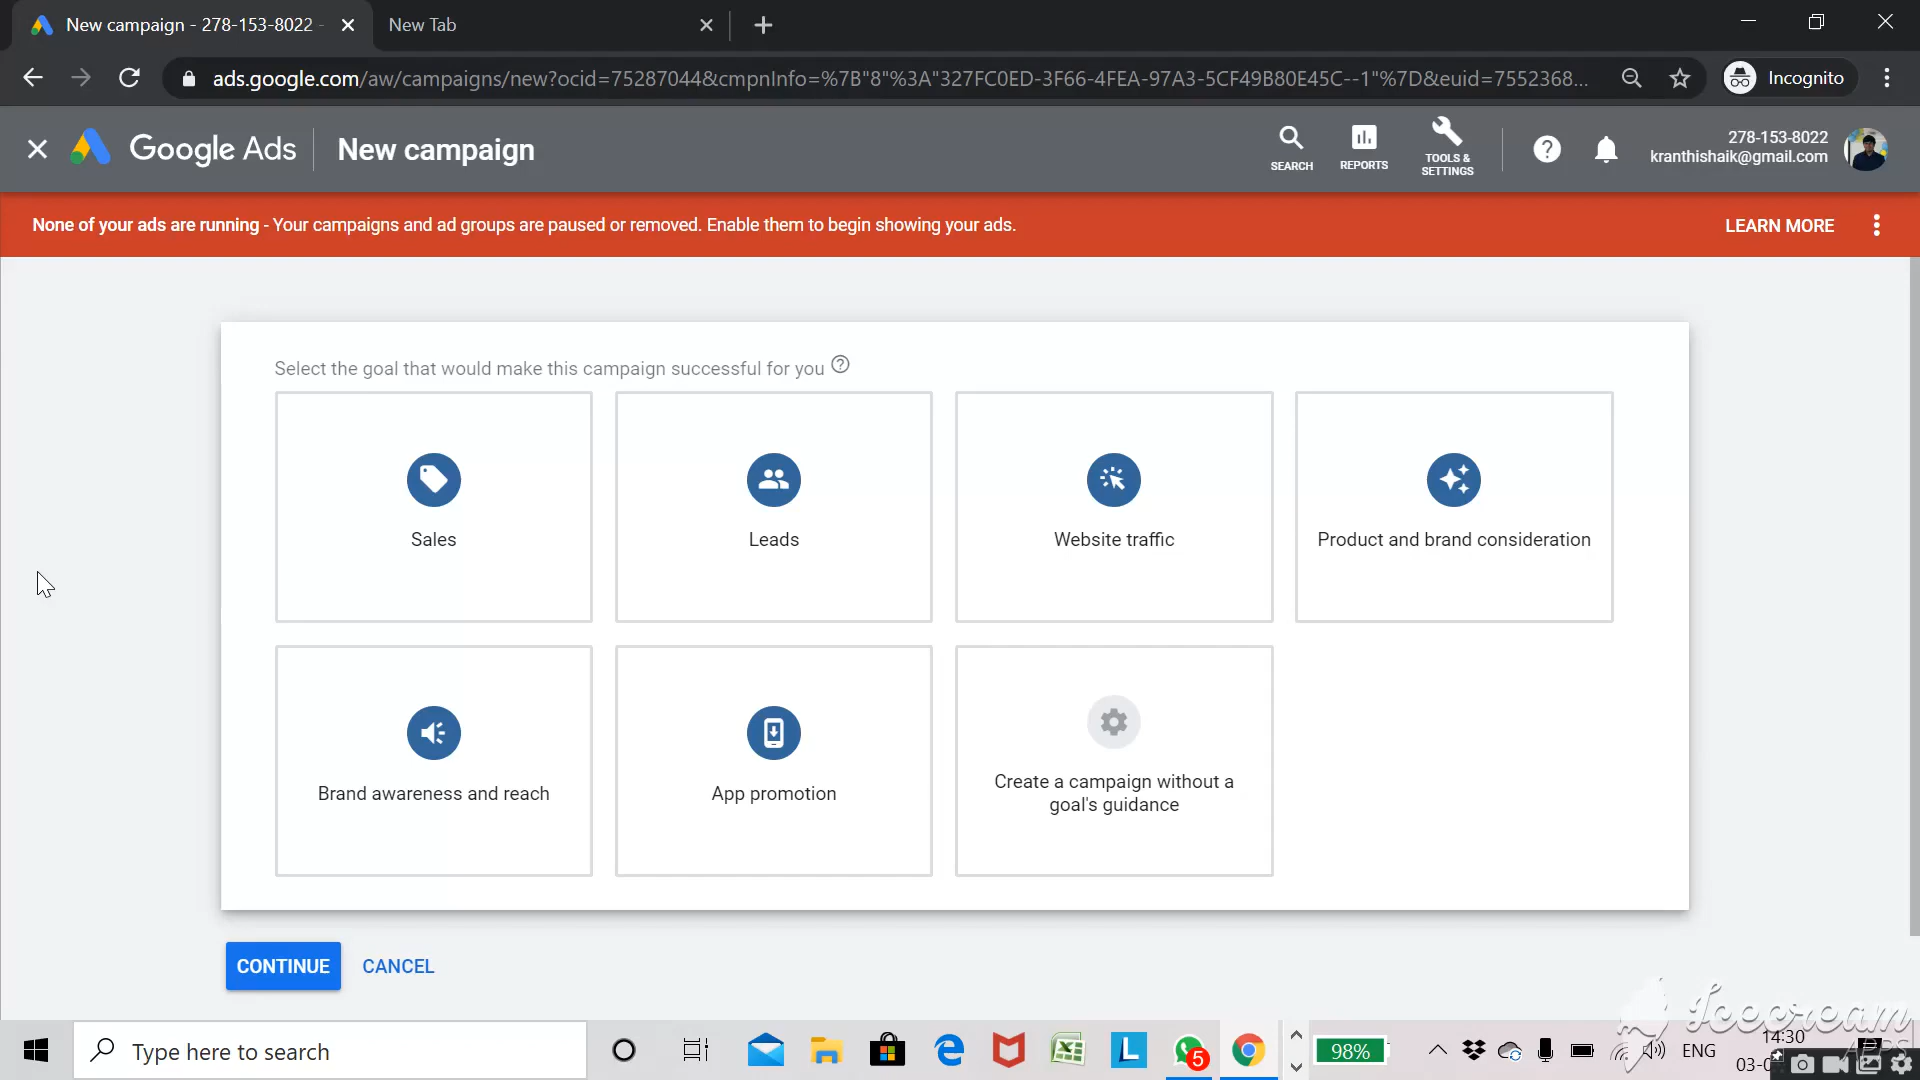 New campaign - 278-153-8022 -
New Tab
ads.google.com/aw/campaigns/new?ocid=75287044&cmpnInfo=%7B"8"%3A"327FC0ED-3F66-4FEA-97A3-5CF49B80E45C--1"%7D&euid=7552368...
Incognito
Google Ads
New campaign
SEARCH
REPORTS
TOOLS &
SETTINGS
278-153-8022
kranthishaik@gmail.com
None of your ads are running - Your campaigns and ad groups are paused or removed. Enable them to begin showing your ads.
LEARN MORE
Select the goal that would make this campaign successful for you
Sales
Leads
Website traffic
Product and brand consideration
Brand awareness and reach
App promotion
Create a campaign without a
goal's guidance
CONTINUE
CANCEL
Icecream
APPS
Type here to search
L
5
98%
ENG
14:30